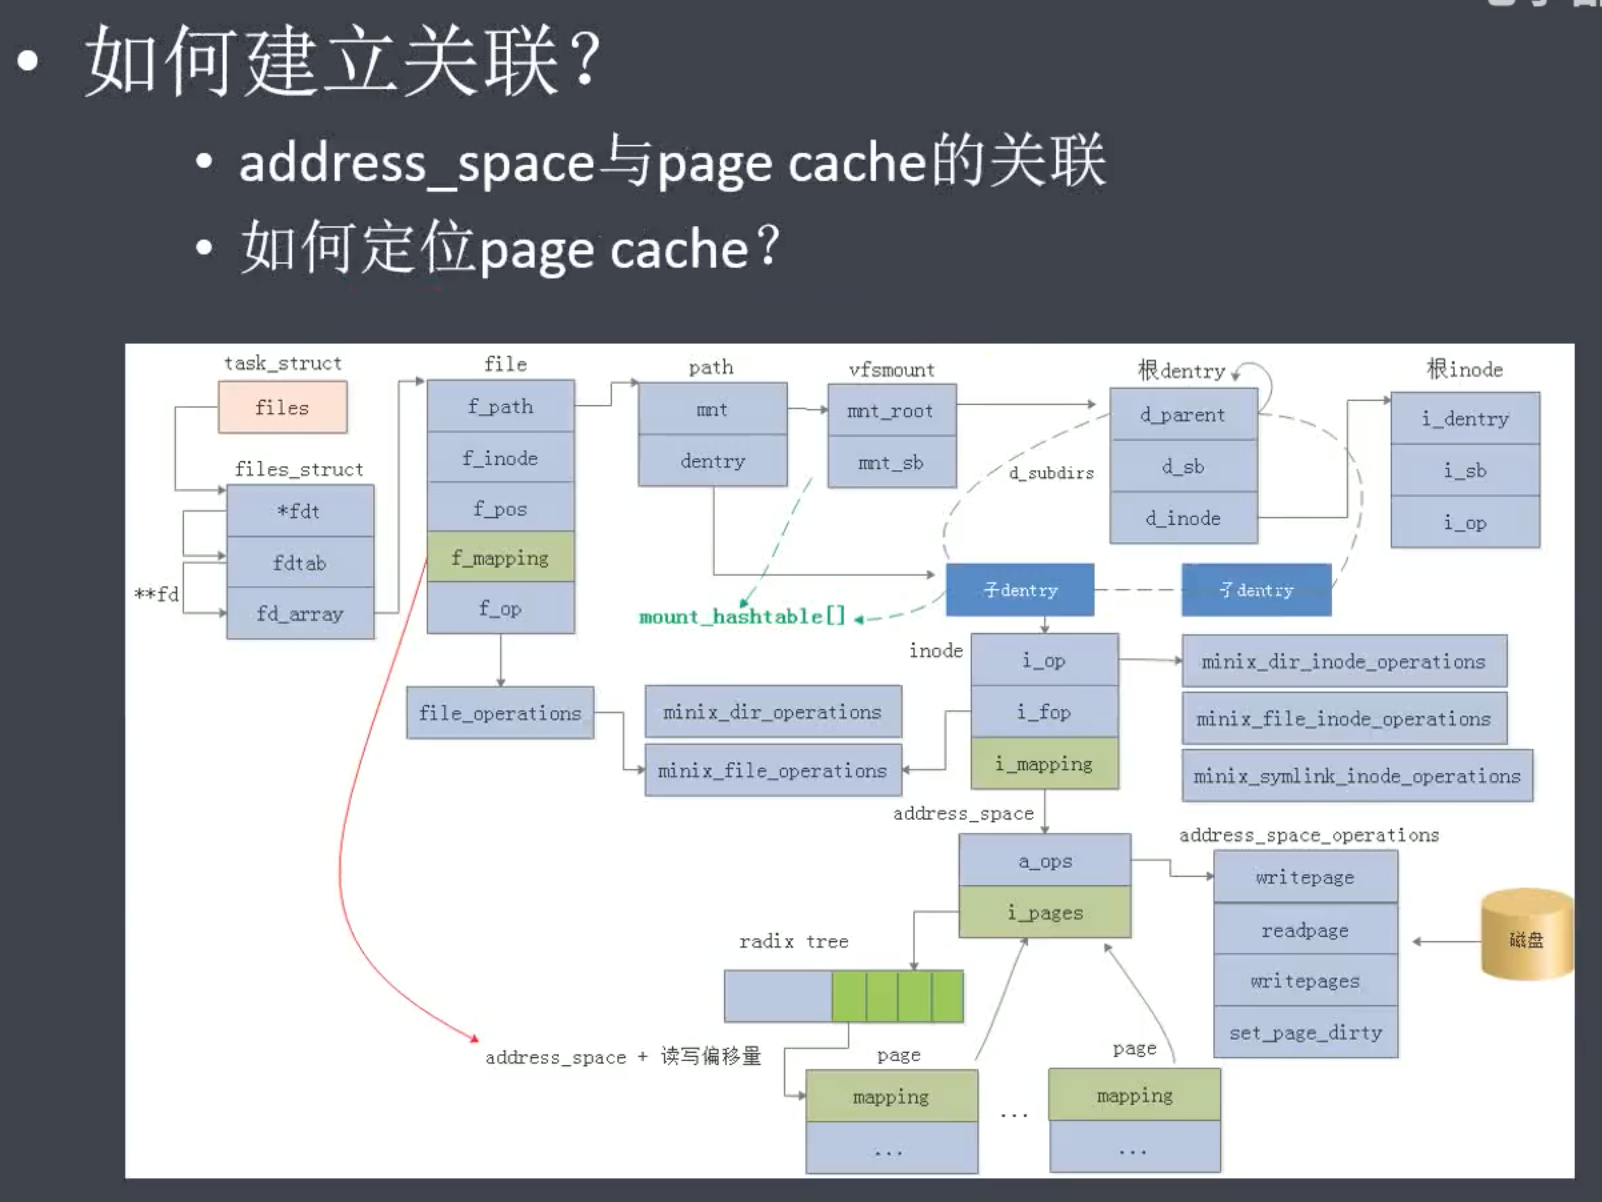 • 如何建立关联？
• address_space与page cache的关联
• 如何定位page cache？
task_struct
files
files_struct
*fdt
fdtab
fd_array
**fd
file
f_path
f_inode
f_pos
f_mapping
f_op
path
mnt
dentry
vfsmount
mnt_root
mnt_sb
根dentry
d_parent
d_sb
d_inode
d_subdirs
根inode
i_dentry
i_sb
i_op
mount_hashtable[]
子dentry
子dentry
inode
i_op
i_fop
i_mapping
minix_dir_inode_operations
minix_file_inode_operations
minix_symlink_inode_operations
file_operations
minix_dir_operations
minix_file_operations
address_space
a_ops
i_pages
address_space_operations
writepage
readpage
writepages
set_page_dirty
磁盘
radix tree
address_space + 读写偏移量
page
mapping
...
...
page
mapping
...